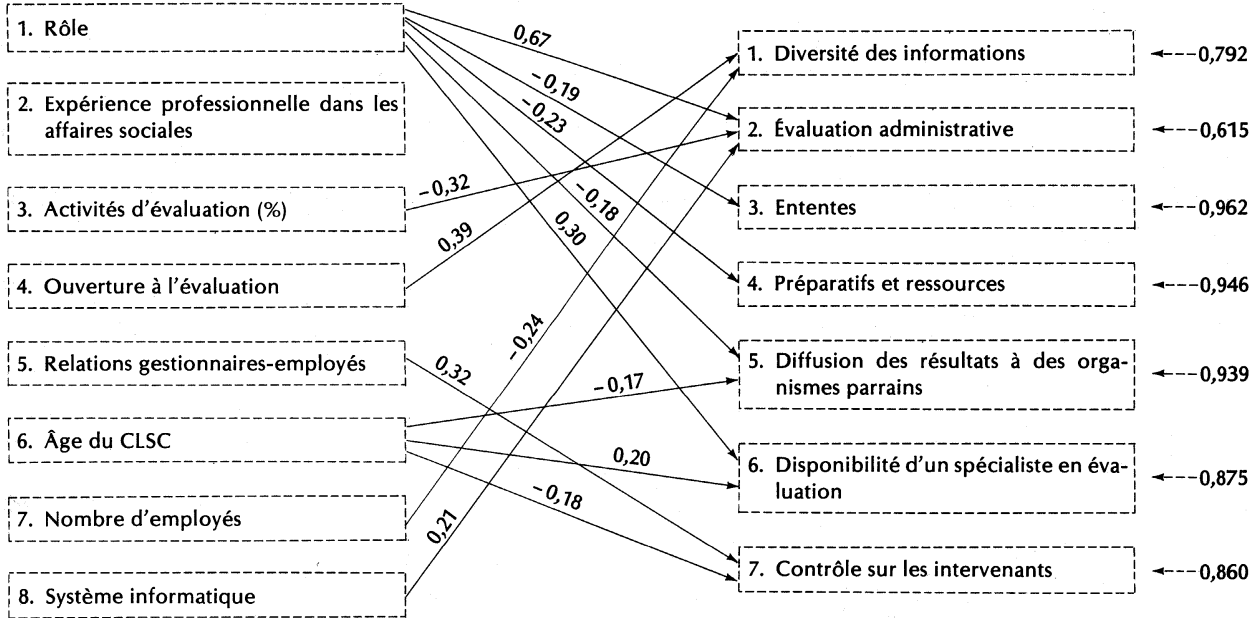 1. Rôle
2. Expérience professionnelle dans les
affaires sociales
3. Activités d'évaluation (%)
4. Ouverture à l'évaluation
5. Relations gestionnaires-employés
6. Âge du CLSC
7. Nombre d'employés
8. Système informatique
0,67
−0,19
−0,23
−0,18
0,30
−0,32
0,39
0,32
−0,17
0,20
−0,18
−0,24
0,21
1. Diversité des informations
2. Évaluation administrative
3. Ententes
4. Préparatifs et ressources
5. Diffusion des résultats à des orga-
nismes parrains
6. Disponibilité d'un spécialiste en éva-
luation
7. Contrôle sur les intervenants
0,792
0,615
0,962
0,946
0,939
0,875
0,860